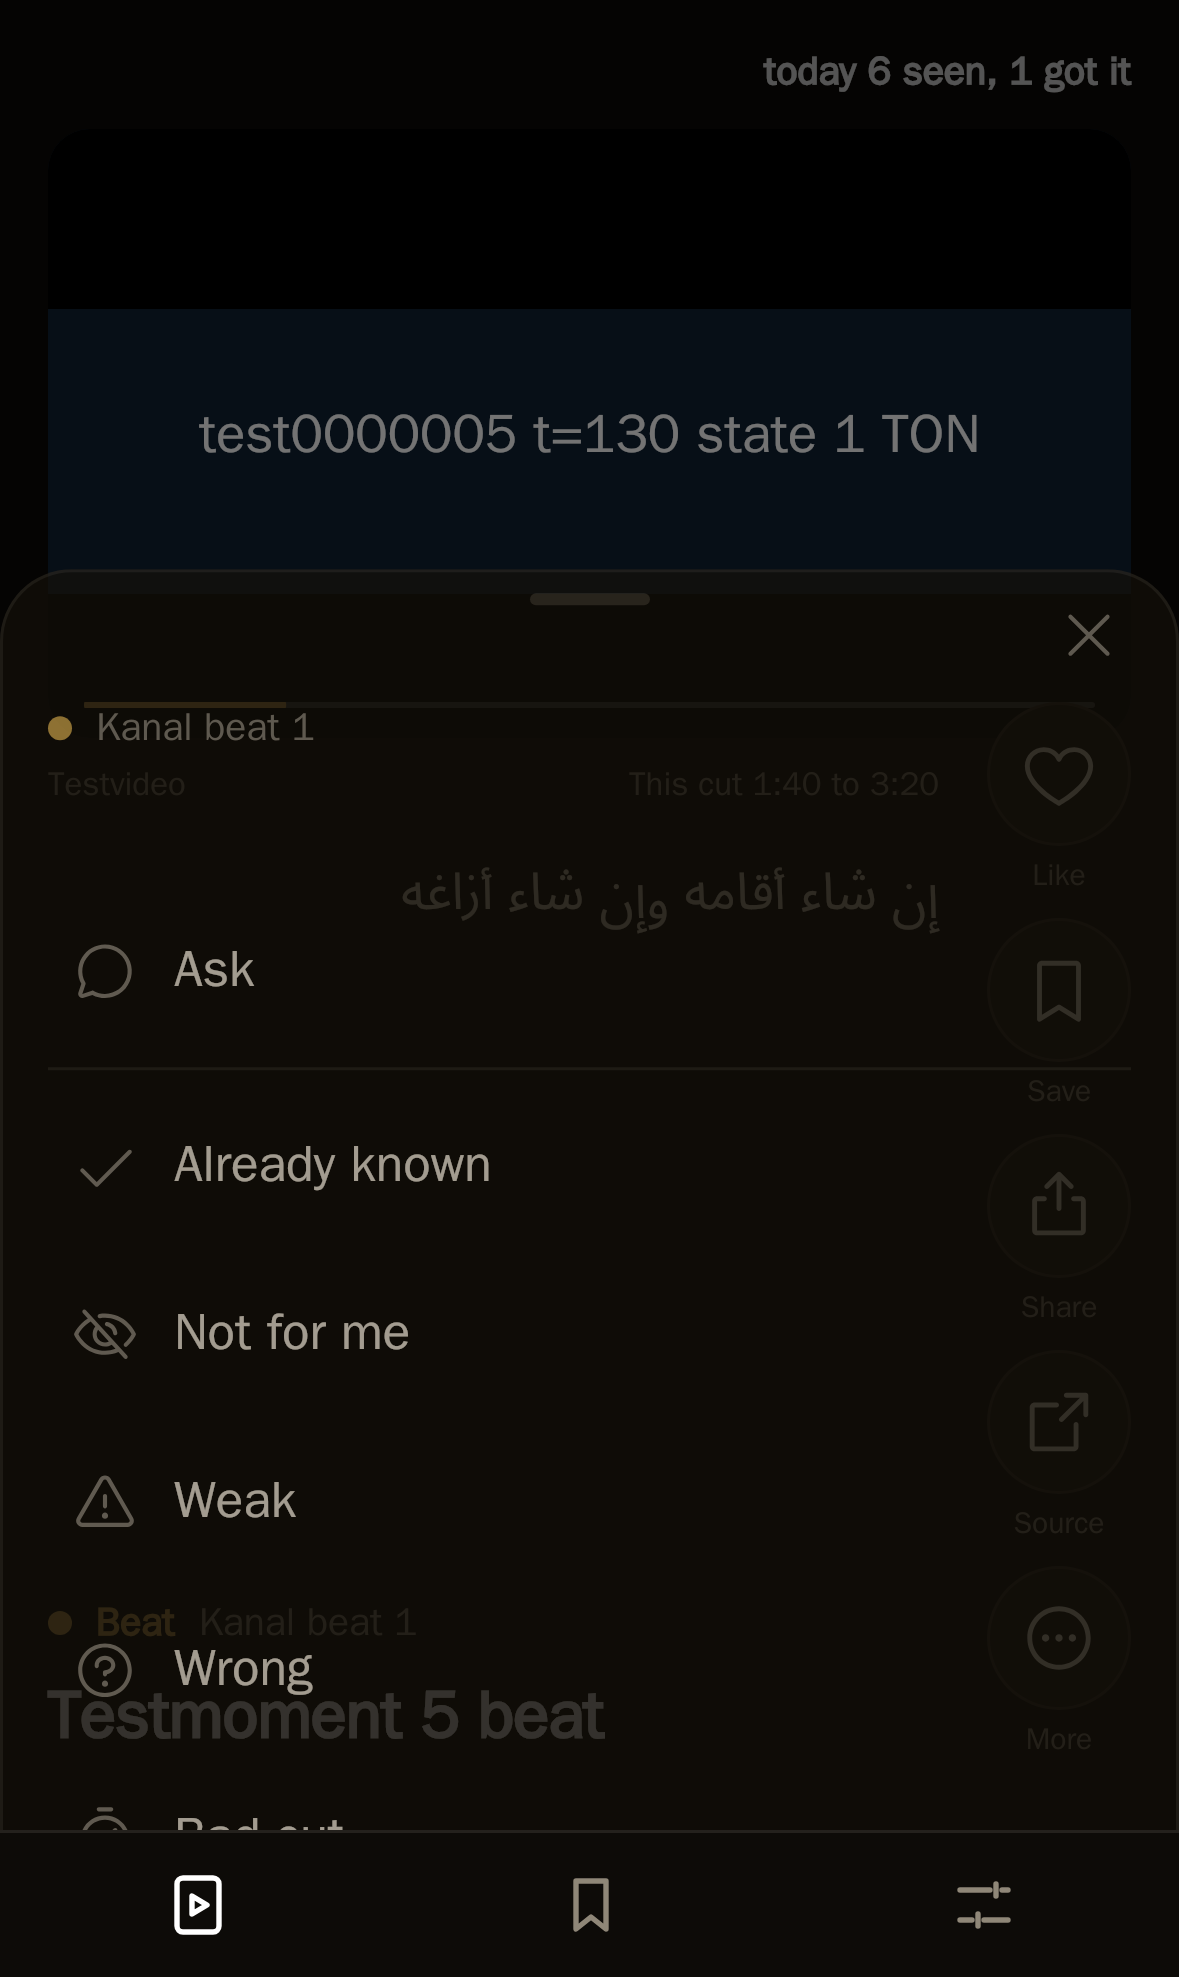 today 6 seen, 1 got it
test0000005 t=130 state 1 TON
Kanal beat 1
Testvideo
This cut 1:40 to 3:20
Like
إن شاء أقامه وإن شاء أزاغه
Ask
Save
Already known
Share
Not for me
Weak
Source
Beat Kanal beat 1
Wrong
Testmoment 5 beat
More
Bad cut